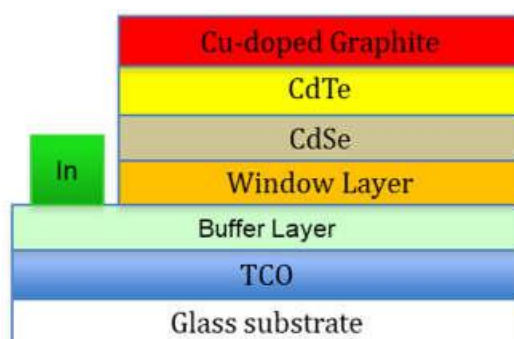 Cu-doped Graphite
CdTe
CdSe
In
Window Layer
Buffer Layer
TCO
Glass substrate